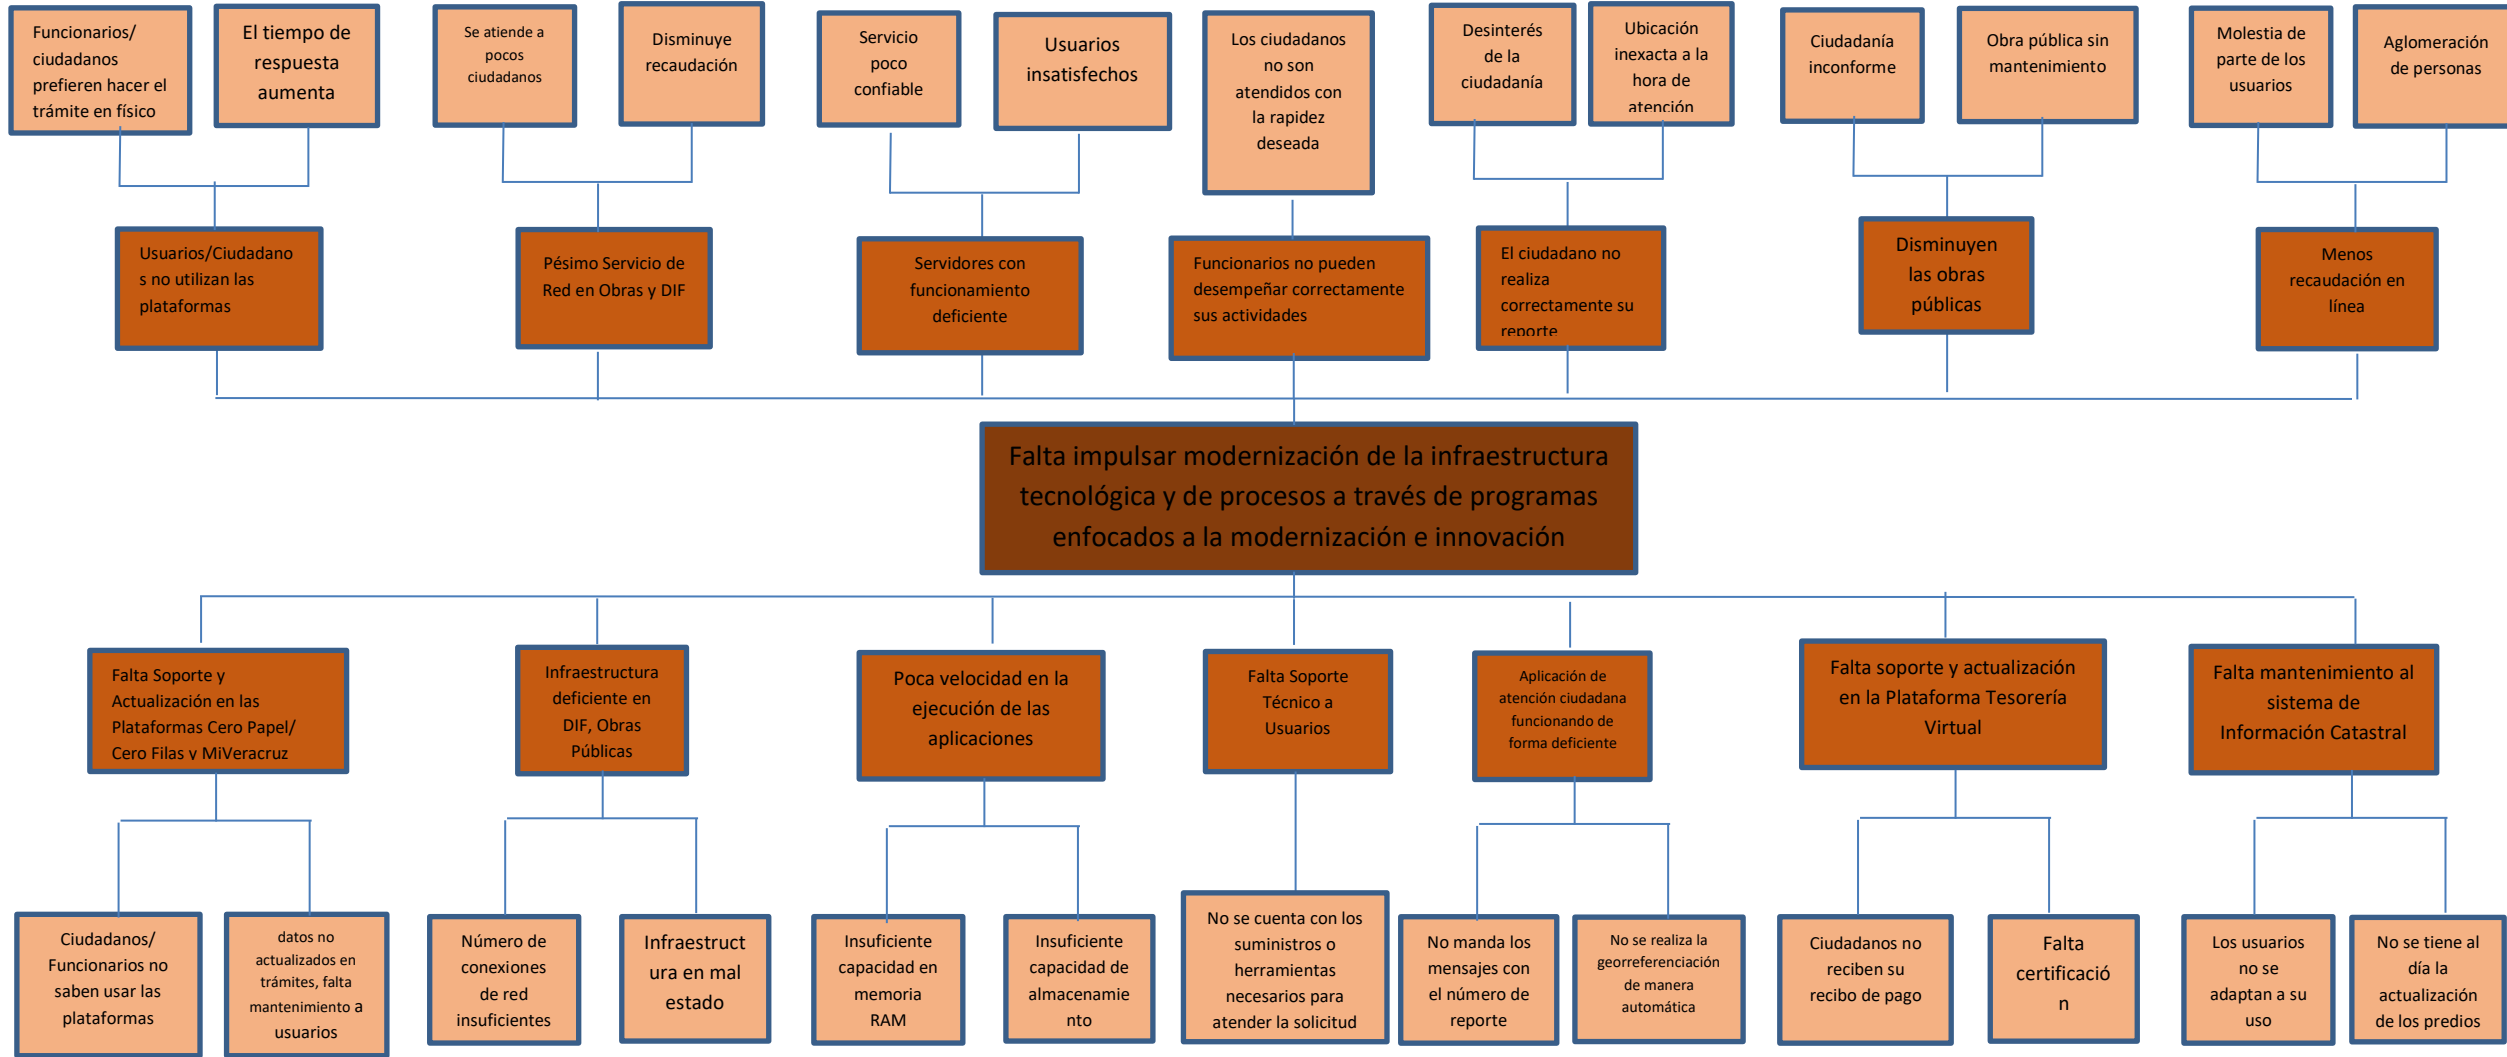 Funcionarios/
ciudadanos
prefieren hacer el
trámite en físico
El tiempo de
respuesta
aumenta
Se atiende a
pocos
ciudadanos
Disminuye
recaudación
Servicio
poco
confiable
Usuarios
insatisfechos
Los ciudadanos
no son
atendidos con
la rapidez
deseada
Desinterés
de la
ciudadanía
Ubicación
inexacta a la
hora de
atención
Ciudadanía
inconforme
Obra pública sin
mantenimiento
Molestia de
parte de los
usuarios
Aglomeración
de personas
Usuarios/Ciudadano
s no utilizan las
plataformas
Pésimo Servicio de
Red en Obras y DIF
Servidores con
funcionamiento
deficiente
Funcionarios no pueden
desempeñar correctamente
sus actividades
El ciudadano no
realiza
correctamente su
reporte
Disminuyen
las obras
públicas
Menos
recaudación en
línea
Falta impulsar modernización de la infraestructura
tecnológica y de procesos a través de programas
enfocados a la modernización e innovación
Falta Soporte y
Actualización en las
Plataformas Cero Papel/
Cero Filas y MiVeracruz
Infraestructura
deficiente en
DIF, Obras
Públicas
Poca velocidad en la
ejecución de las
aplicaciones
Falta Soporte
Técnico a
Usuarios
Aplicación de
atención ciudadana
funcionando de
forma deficiente
Falta soporte y actualización
en la Plataforma Tesorería
Virtual
Falta mantenimiento al
sistema de
Información Catastral
Ciudadanos/
Funcionarios no
saben usar las
plataformas
datos no
actualizados en
trámites, falta
mantenimiento a
usuarios
Número de
conexiones
de red
insuficientes
Infraestruct
ura en mal
estado
Insuficiente
capacidad en
memoria
RAM
Insuficiente
capacidad de
almacenamie
nto
No se cuenta con los
suministros o
herramientas
necesarios para
atender la solicitud
No manda los
mensajes con
el número de
reporte
No se realiza la
georreferenciación
de manera
automática
Ciudadanos no
reciben su
recibo de pago
Falta
certificació
n
Los usuarios
no se
adaptan a su
uso
No se tiene al
día la
actualización
de los predios